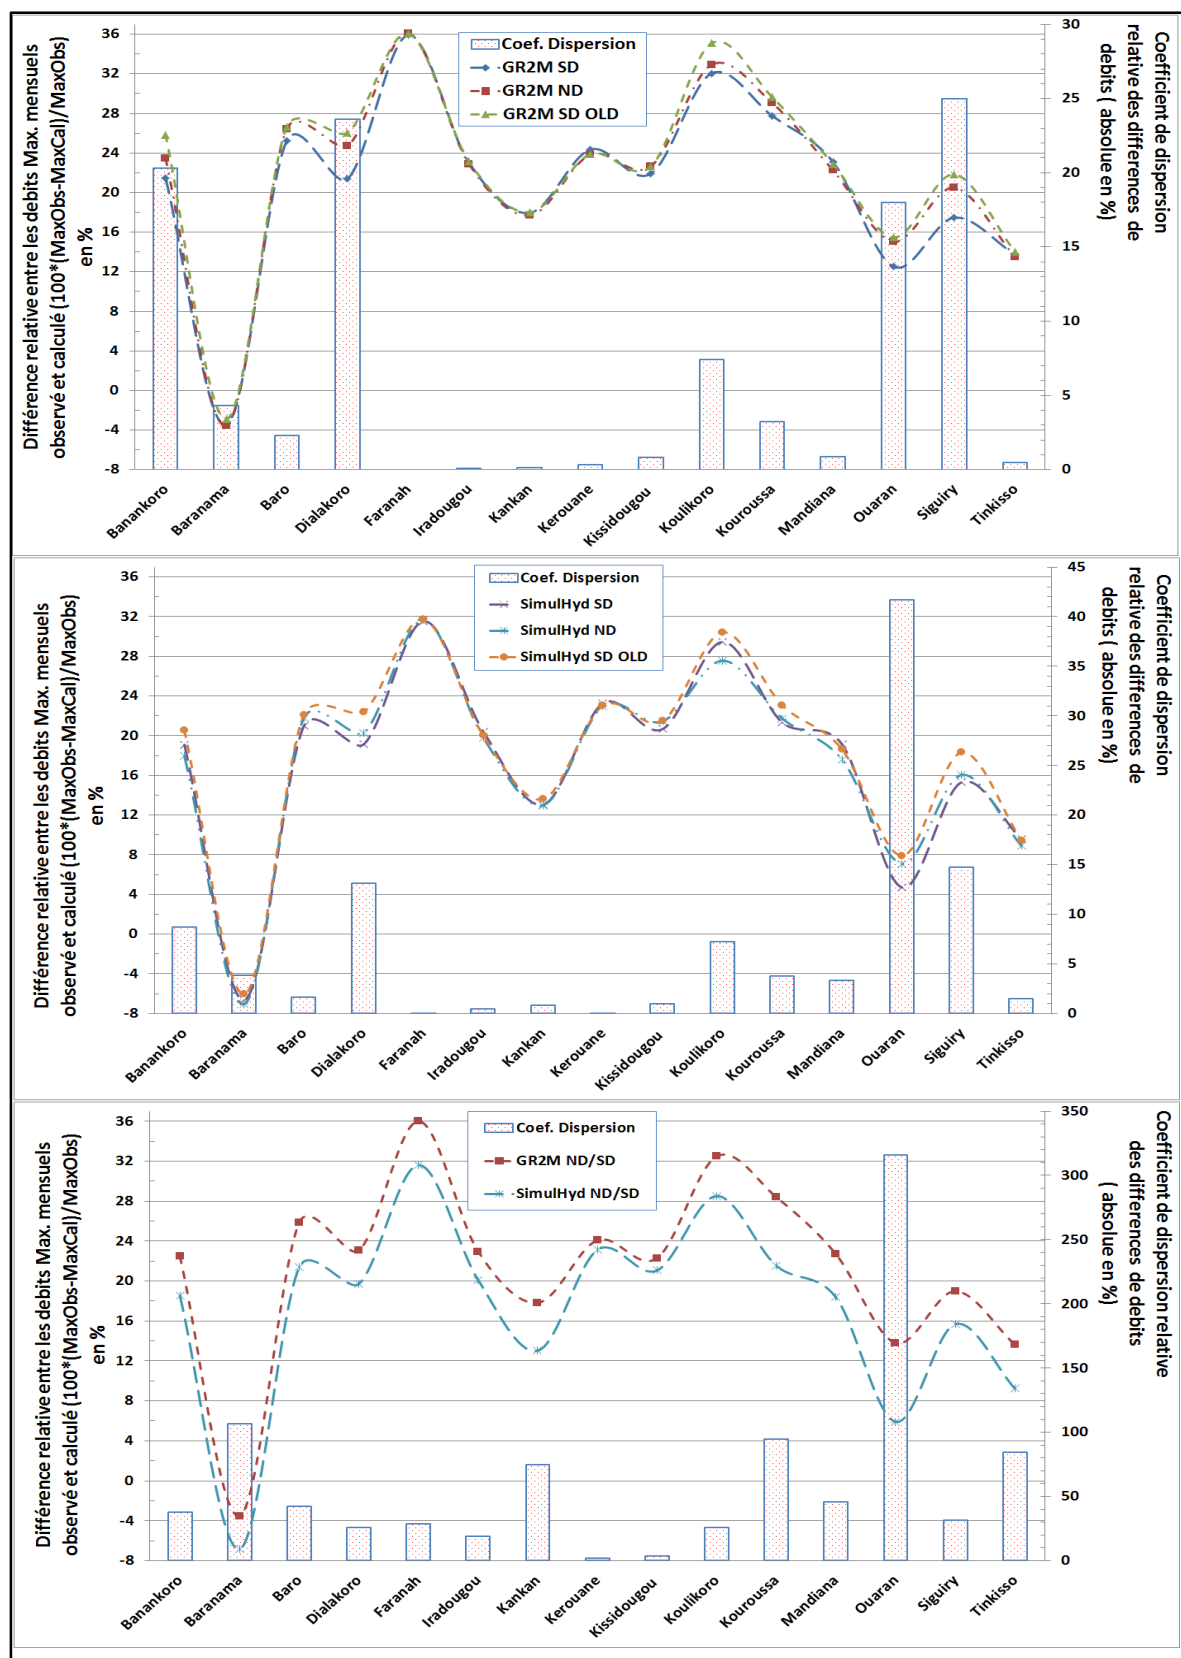 Différence relative entre les debits Max. mensuels
observé et calculé (100*(MaxObs-MaxCal)/MaxObs)
en %
36
32
28
24
20
16
12
8
4
0
-4
-8
Coef. Dispersion
GR2M SD
GR2M ND
GR2M SD OLD
30
25
20
15
10
5
0
Coefficient de dispersion
relative des differences de
debits ( absolue en %)
Banankoro
Baranama
Baro
Dialakoro
Faranah
Iradougou
Kankan
Kerouane
Kissidougou
Koulikoro
Kouroussa
Mandiana
Ouaran
Siguiry
Tinkisso
Différence relative entre les debits Max. mensuels
observé et calculé (100*(MaxObs-MaxCal)/MaxObs)
en %
36
32
28
24
20
16
12
8
4
0
-4
-8
Coef. Dispersion
SimulHyd SD
SimulHyd ND
SimulHyd SD OLD
45
40
35
30
25
20
15
10
5
0
Coefficient de dispersion
relative des differences de
debits ( absolue en %)
Banankoro
Baranama
Baro
Dialakoro
Faranah
Iradougou
Kankan
Kerouane
Kissidougou
Koulikoro
Kouroussa
Mandiana
Ouaran
Siguiry
Tinkisso
Différence relative entre les debits Max. mensuels
observé et calculé (100*(MaxObs-MaxCal)/MaxObs)
en %
36
32
28
24
20
16
12
8
4
0
-4
-8
Coef. Dispersion
GR2M ND/SD
SimulHyd ND/SD
350
300
250
200
150
100
50
0
Coefficient de dispersion relative
des differences de debits
( absolue en %)
Banankoro
Baranama
Baro
Dialakoro
Faranah
Iradougou
Kankan
Kerouane
Kissidougou
Koulikoro
Kouroussa
Mandiana
Ouaran
Siguiry
Tinkisso